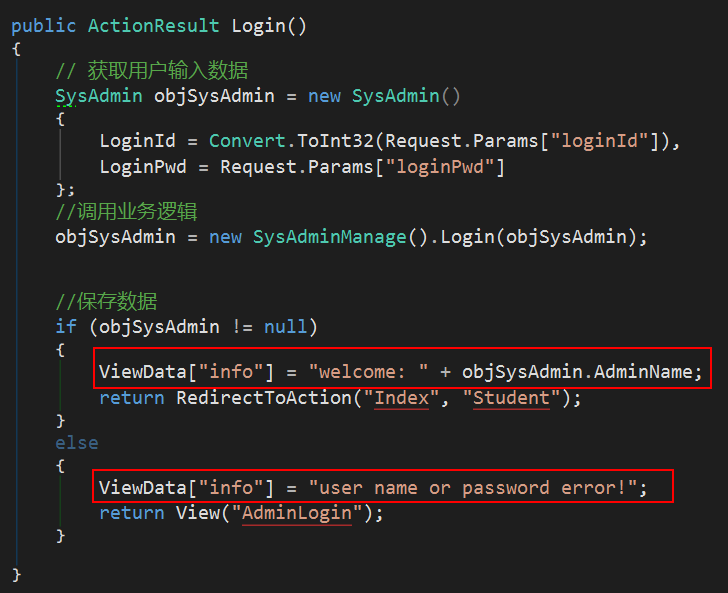 public ActionResult Login()
{
// 获取用户输入数据
SysAdmin objSysAdmin = new SysAdmin()
{
LoginId = Convert.ToInt32(Request.Params["loginId"]),
LoginPwd = Request.Params["loginPwd"]
};
//调用业务逻辑
objSysAdmin = new SysAdminManage().Login(objSysAdmin);
//保存数据
if (objSysAdmin != null)
{
ViewData["info"] = "welcome: " + objSysAdmin.AdminName;
return RedirectToAction("Index", "Student");
}
else
{
ViewData["info"] = "user name or password error!";
return View("AdminLogin");
}
}